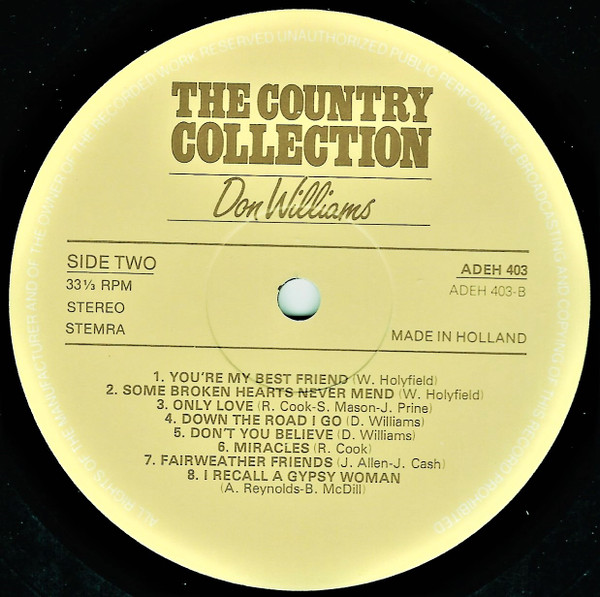 THE COUNTRY
COLLECTION
Don Williams
SIDE TWO
33⅓ RPM
STEREO
STEMRA
ADEH 403
ADEH 403-B
MADE IN HOLLAND
1. YOU'RE MY BEST FRIEND (W. Holyfield)
2. SOME BROKEN HEARTS NEVER MEND (W. Holyfield)
3. ONLY LOVE (R. Cook-S. Mason-J. Prine)
4. DOWN THE ROAD I GO (D. Williams)
5. DON'T YOU BELIEVE (D. Williams)
6. MIRACLES (R. Cook)
7. FAIRWEATHER FRIENDS (J. Allen-J. Cash)
8. I RECALL A GYPSY WOMAN
(A. Reynolds-B. McDill)
ALL RIGHTS OF THE MANUFACTURER AND OF THE OWNER OF THE RECORDED WORK RESERVED UNAUTHORIZED PUBLIC PERFORMANCE BROADCASTING AND COPYING OF THIS RECORD PROHIBITED